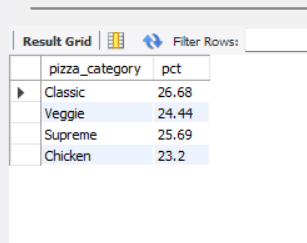 Result Grid Filter Rows:
pizza_category pct
Classic 26.68
Veggie 24.44
Supreme 25.69
Chicken 23.2